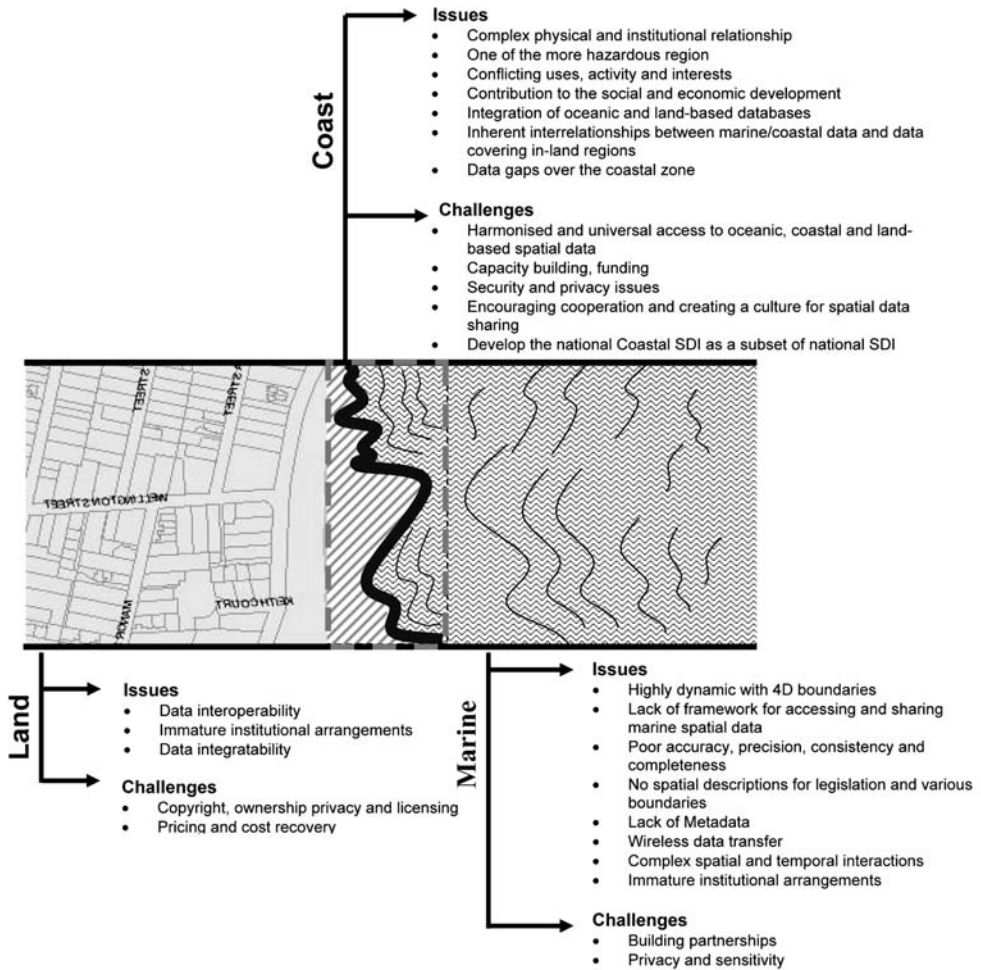 Coast
Issues
• Complex physical and institutional relationship
• One of the more hazardous region
• Conflicting uses, activity and interests
• Contribution to the social and economic development
• Integration of oceanic and land-based databases
• Inherent interrelationships between marine/coastal data and data
covering in-land regions
• Data gaps over the coastal zone
Challenges
• Harmonised and universal access to oceanic, coastal and land-
based spatial data
• Capacity building, funding
• Security and privacy issues
• Encouraging cooperation and creating a culture for spatial data
sharing
• Develop the national Coastal SDI as a subset of national SDI
STREET
STREET
WELLINGTON STREET
KEITH COURT
MANOR
Land
Issues
• Data interoperability
• Immature institutional arrangements
• Data integratability
Challenges
• Copyright, ownership privacy and licensing
• Pricing and cost recovery
Marine
Issues
• Highly dynamic with 4D boundaries
• Lack of framework for accessing and sharing
marine spatial data
• Poor accuracy, precision, consistency and
completeness
• No spatial descriptions for legislation and various
boundaries
• Lack of Metadata
• Wireless data transfer
• Complex spatial and temporal interactions
• Immature institutional arrangements
Challenges
• Building partnerships
• Privacy and sensitivity